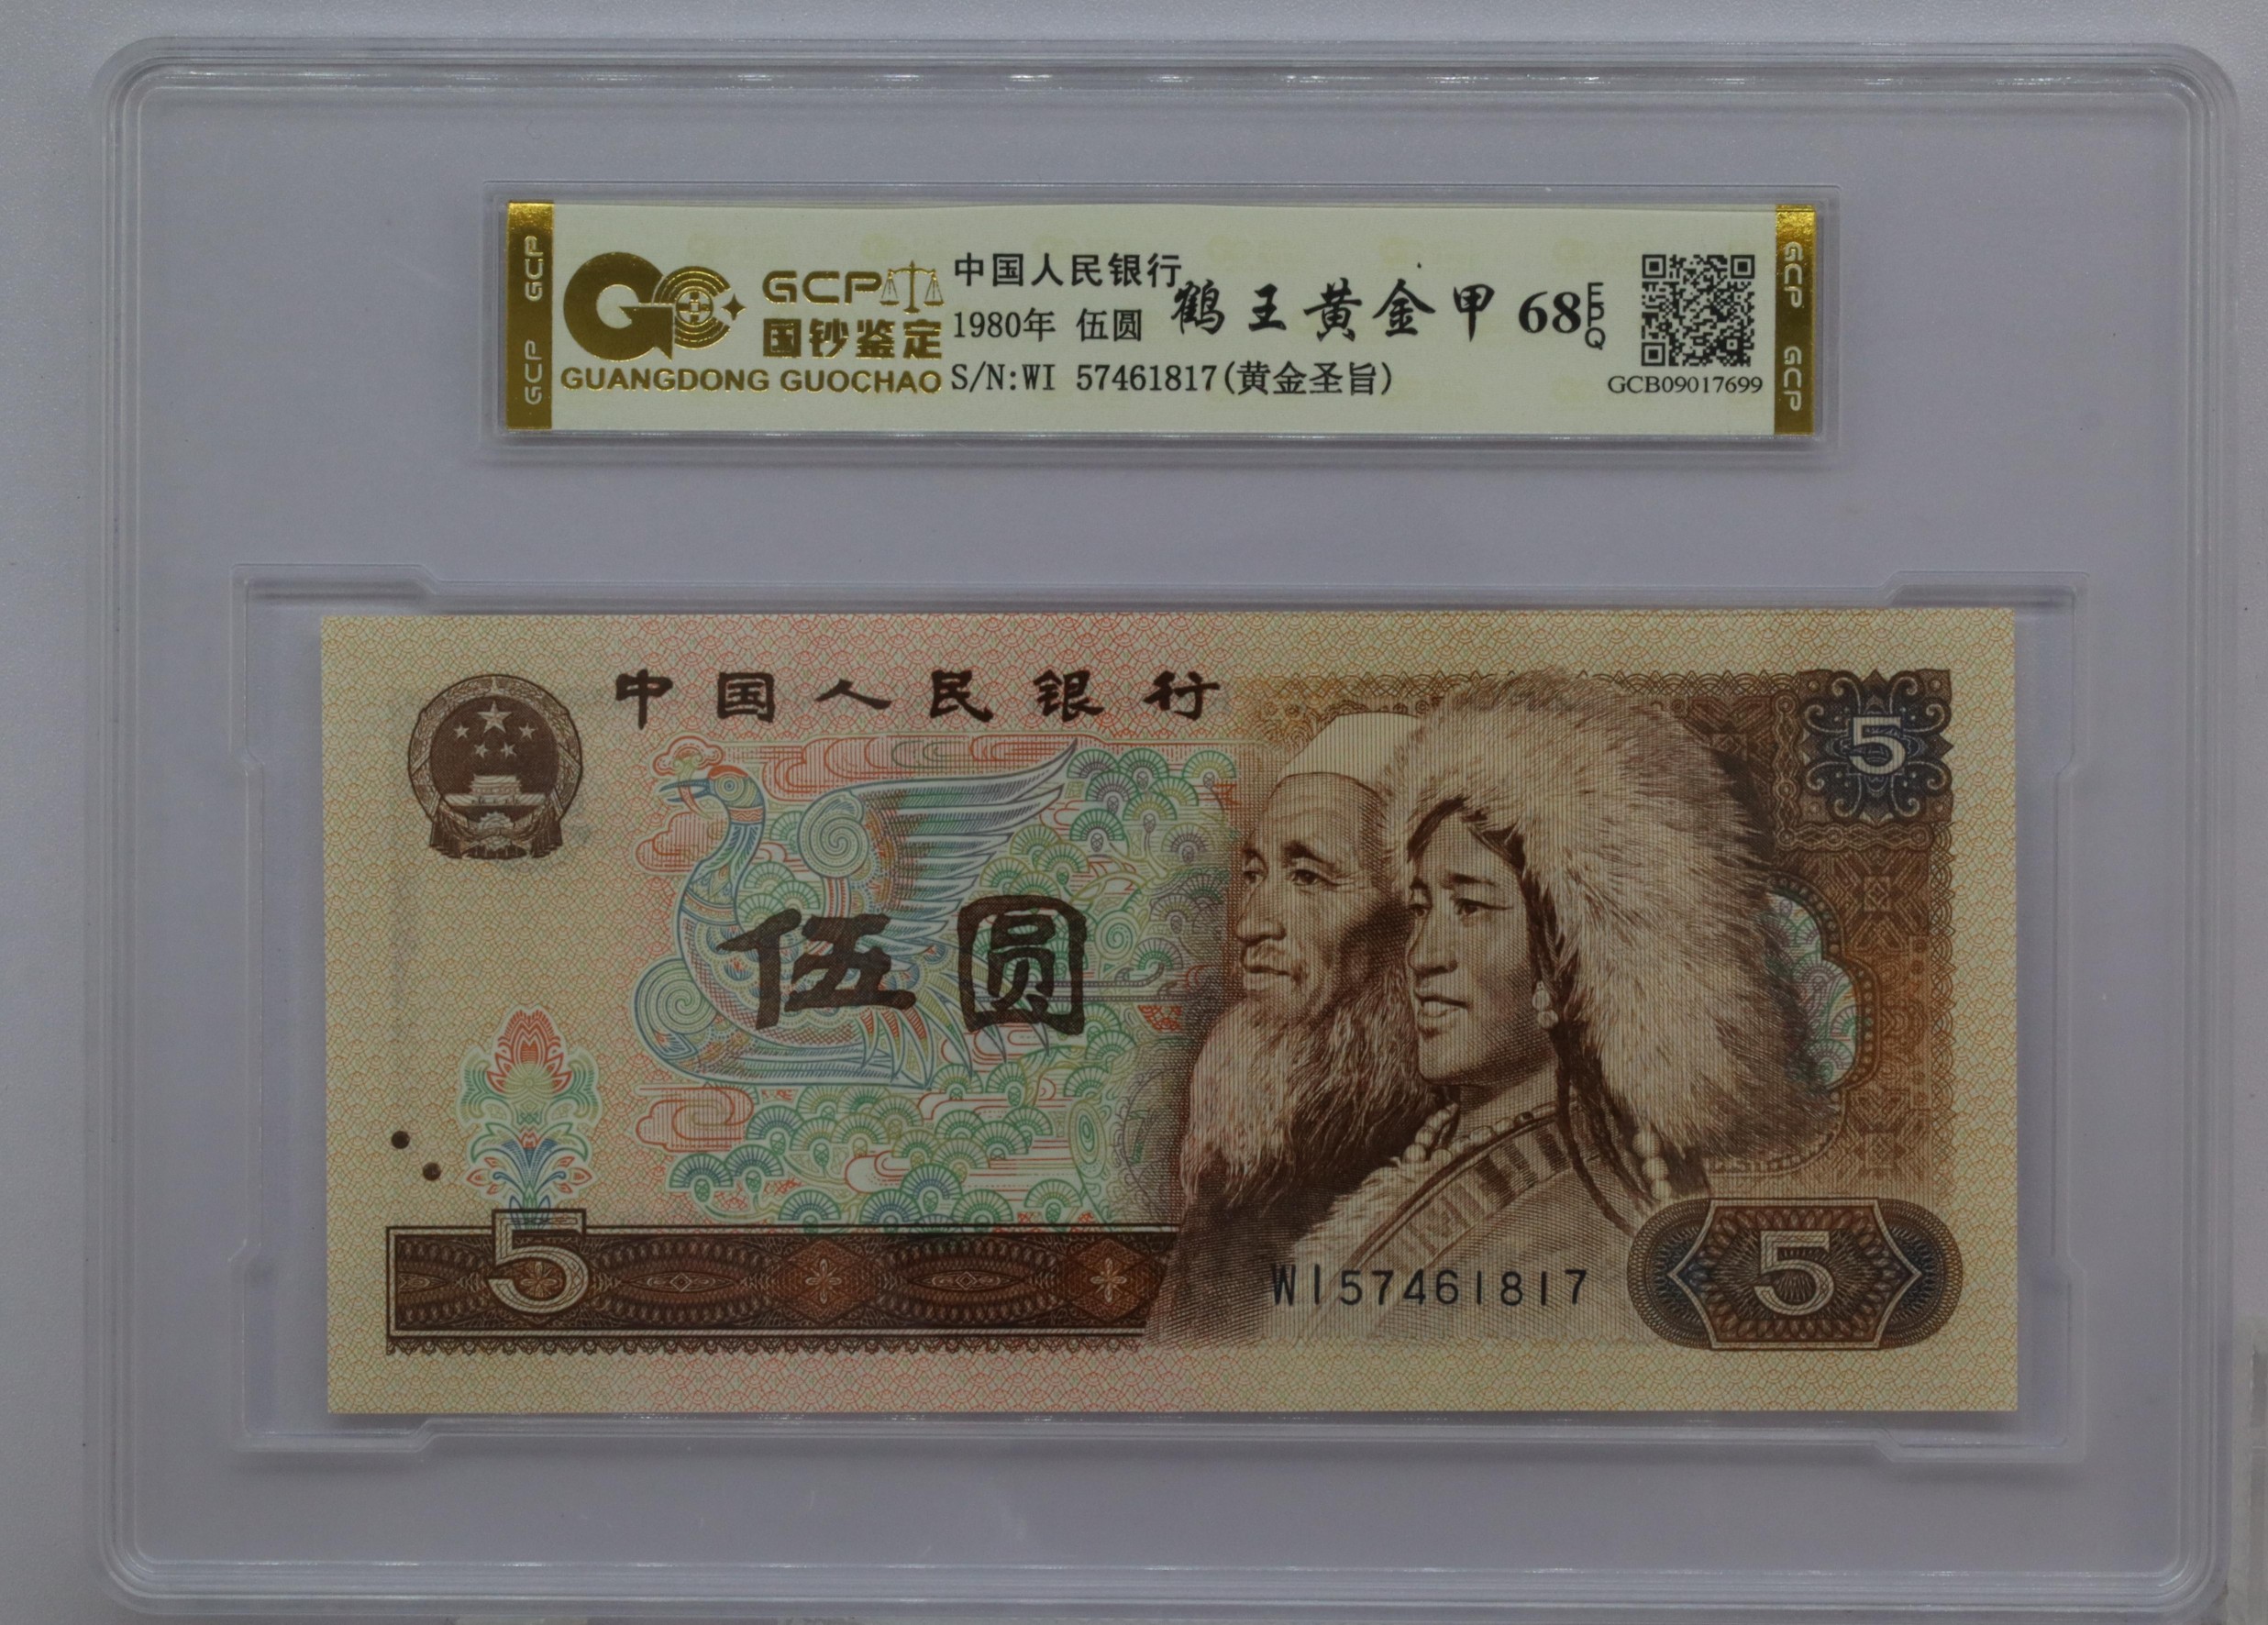 GCP GCP
GCP
国钞鉴定
GUANGDONG GUOCHAO
中国人民银行
1980年 伍圆
S/N:WI 57461817(黄金圣旨)
鹤王黄金甲 68 EPQ
GCB09017699
GCP GCP
中国人民银行
5
伍圆
5
WI57461817
5